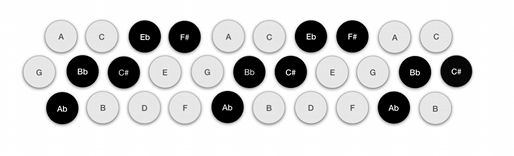 A C Eb F# A C Eb F# A C
G Bb C# E G Bb C# E G Bb C#
Ab B D F Ab B D F Ab B